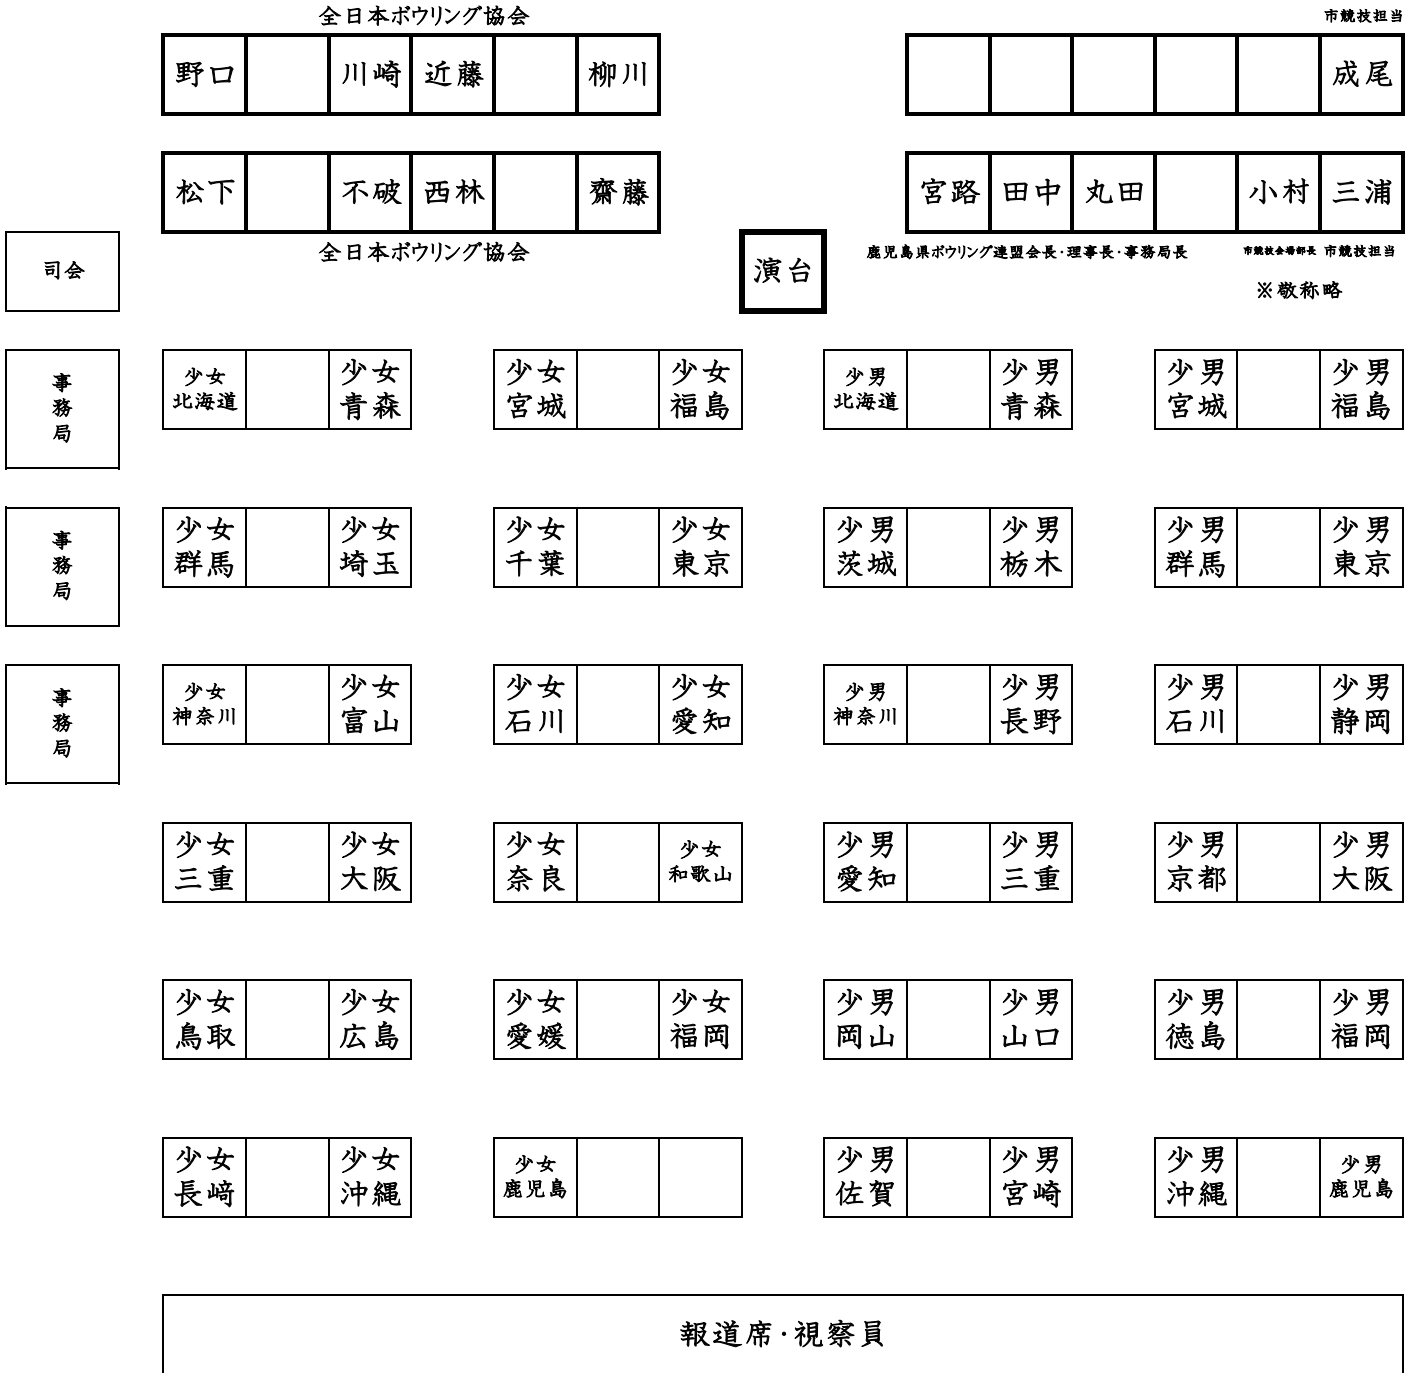 全日本ボウリング協会
市競技担当
野口 川崎 近藤 柳川
成尾
松下 不破 西林 齋藤
宮路 田中 丸田 小村 三浦
全日本ボウリング協会
鹿児島県ボウリング連盟会長・理事長・事務局長
市競技会場部長 市競技担当
司会
演台
※敬称略
事務局
少女 少女 少女 少女 少男 少男 少男 少男
北海道 青森 宮城 福島 北海道 青森 宮城 福島
事務局
少女 少女 少女 少女 少男 少男 少男 少男
群馬 埼玉 千葉 東京 茨城 栃木 群馬 東京
事務局
少女 少女 少女 少女 少男 少男 少男 少男
神奈川 富山 石川 愛知 神奈川 長野 石川 静岡
少女 少女 少女 少女 少男 少男 少男 少男
三重 大阪 奈良 和歌山 愛知 三重 京都 大阪
少女 少女 少女 少女 少男 少男 少男 少男
鳥取 広島 愛媛 福岡 岡山 山口 徳島 福岡
少女 少女 少女 少男 少男 少男 少男
長崎 沖縄 鹿児島 佐賀 宮崎 沖縄 鹿児島
報道席・視察員